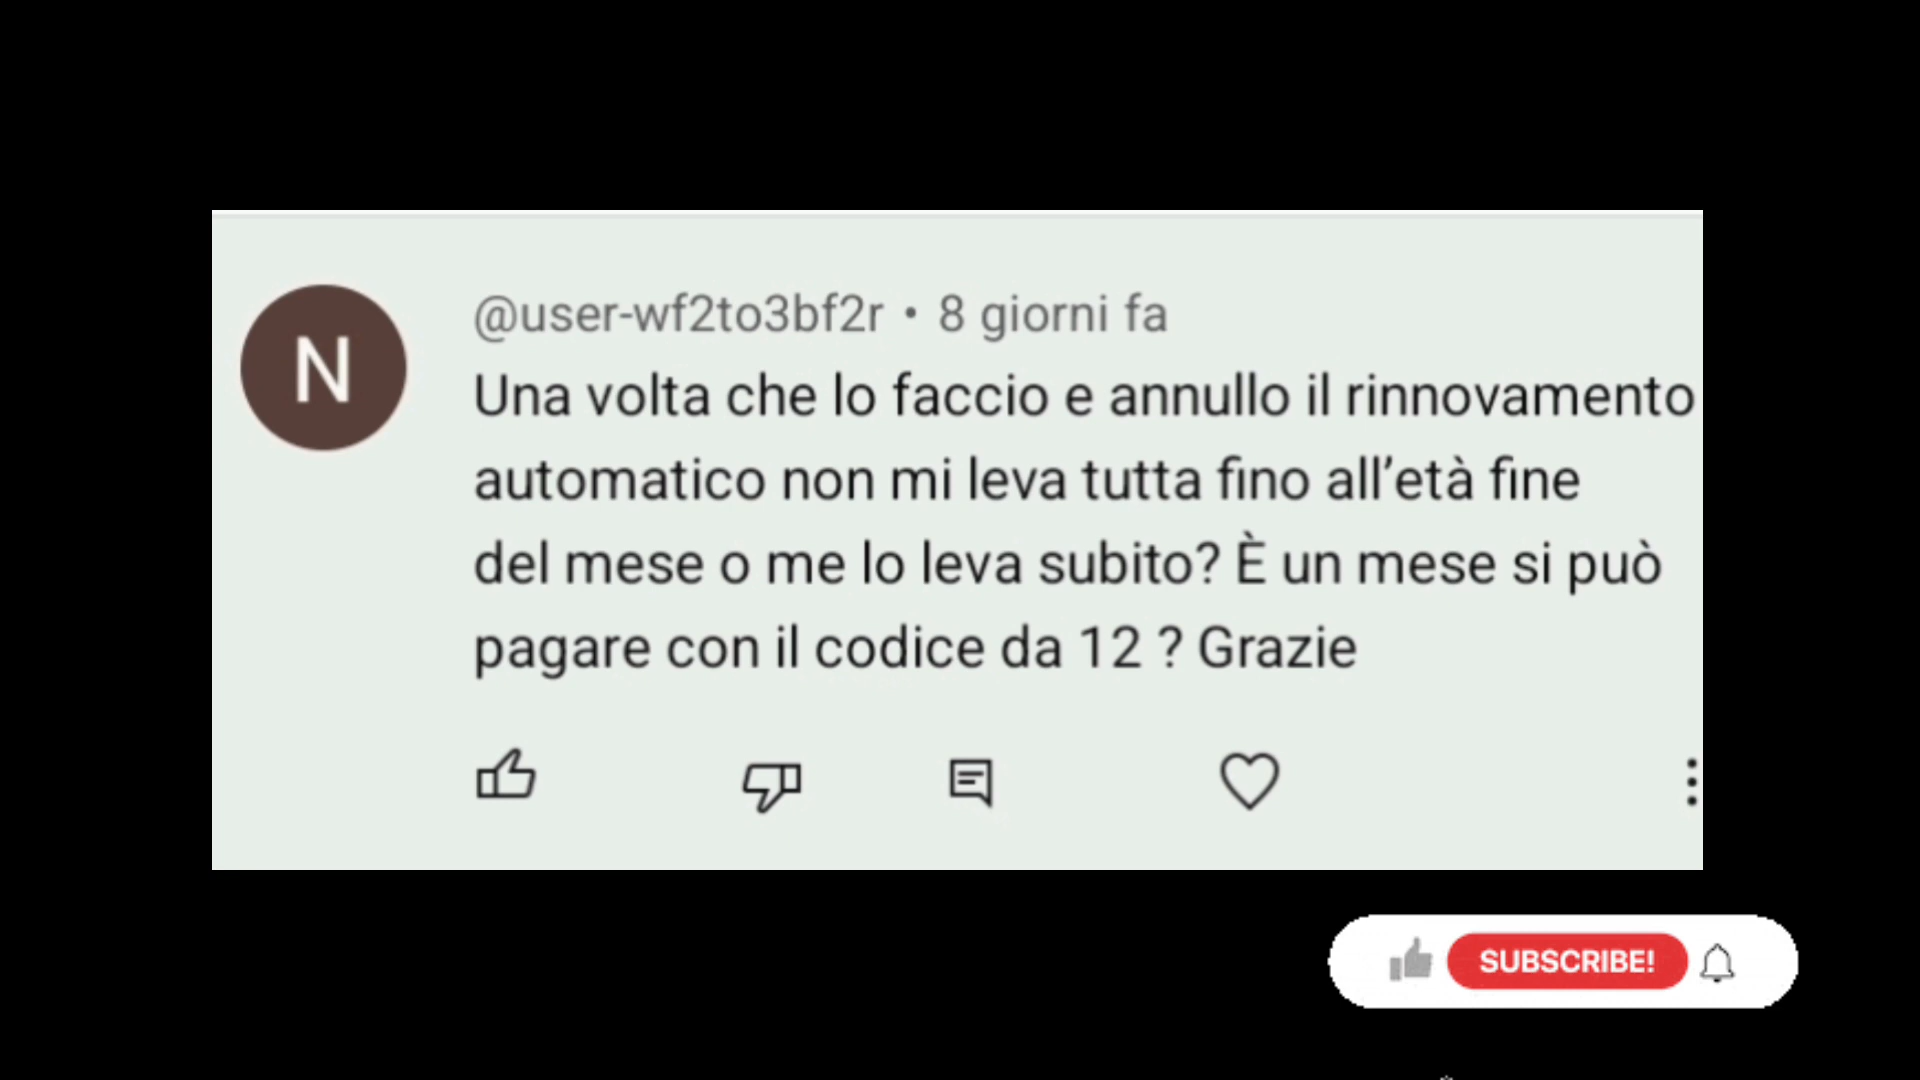 N
@user-wf2to3bf2r • 8 giorni fa
Una volta che lo faccio e annullo il rinnovamento
automatico non mi leva tutta fino all’età fine
del mese o me lo leva subito? È un mese si può
pagare con il codice da 12 ? Grazie
SUBSCRIBE!